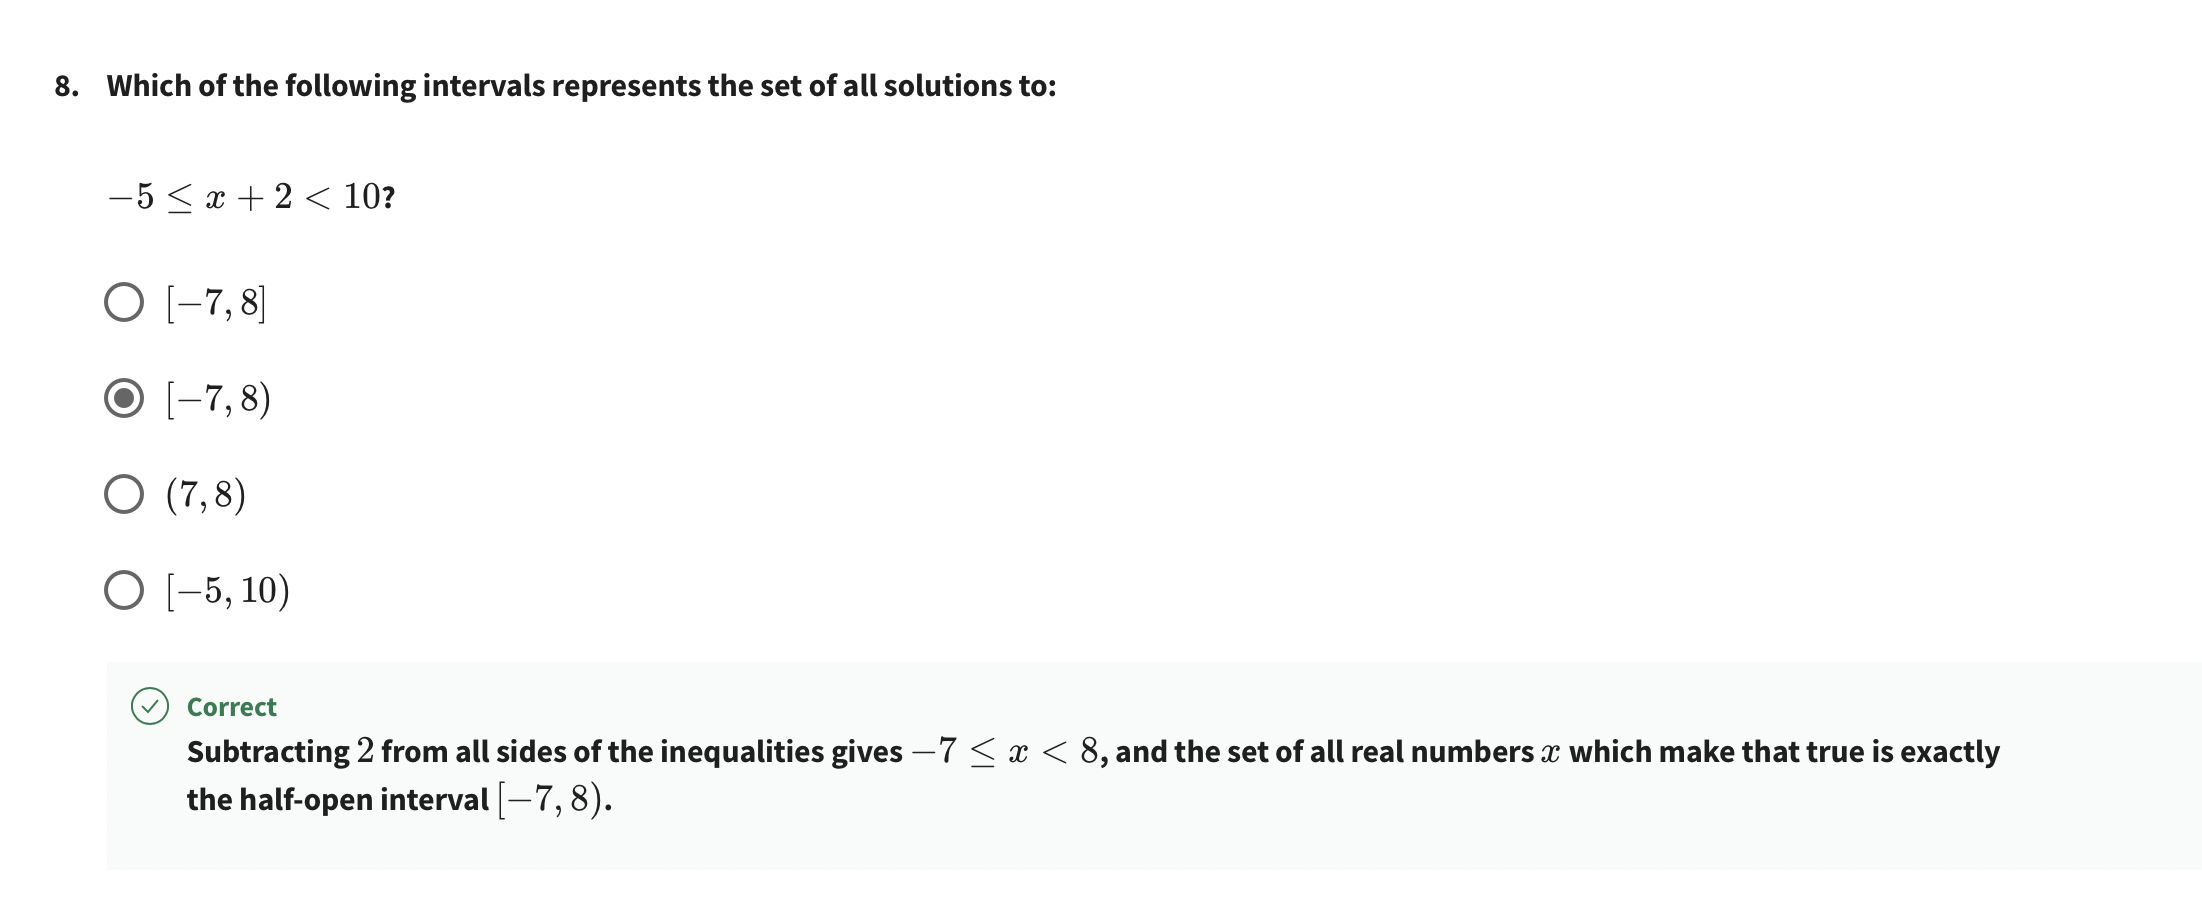 8. Which of the following intervals represents the set of all solutions to:
−5 ≤ x + 2 < 10?
[−7, 8]
[−7, 8)
(7, 8)
[−5, 10)
Correct
Subtracting 2 from all sides of the inequalities gives −7 ≤ x < 8, and the set of all real numbers x which make that true is exactly
the half-open interval [−7, 8).